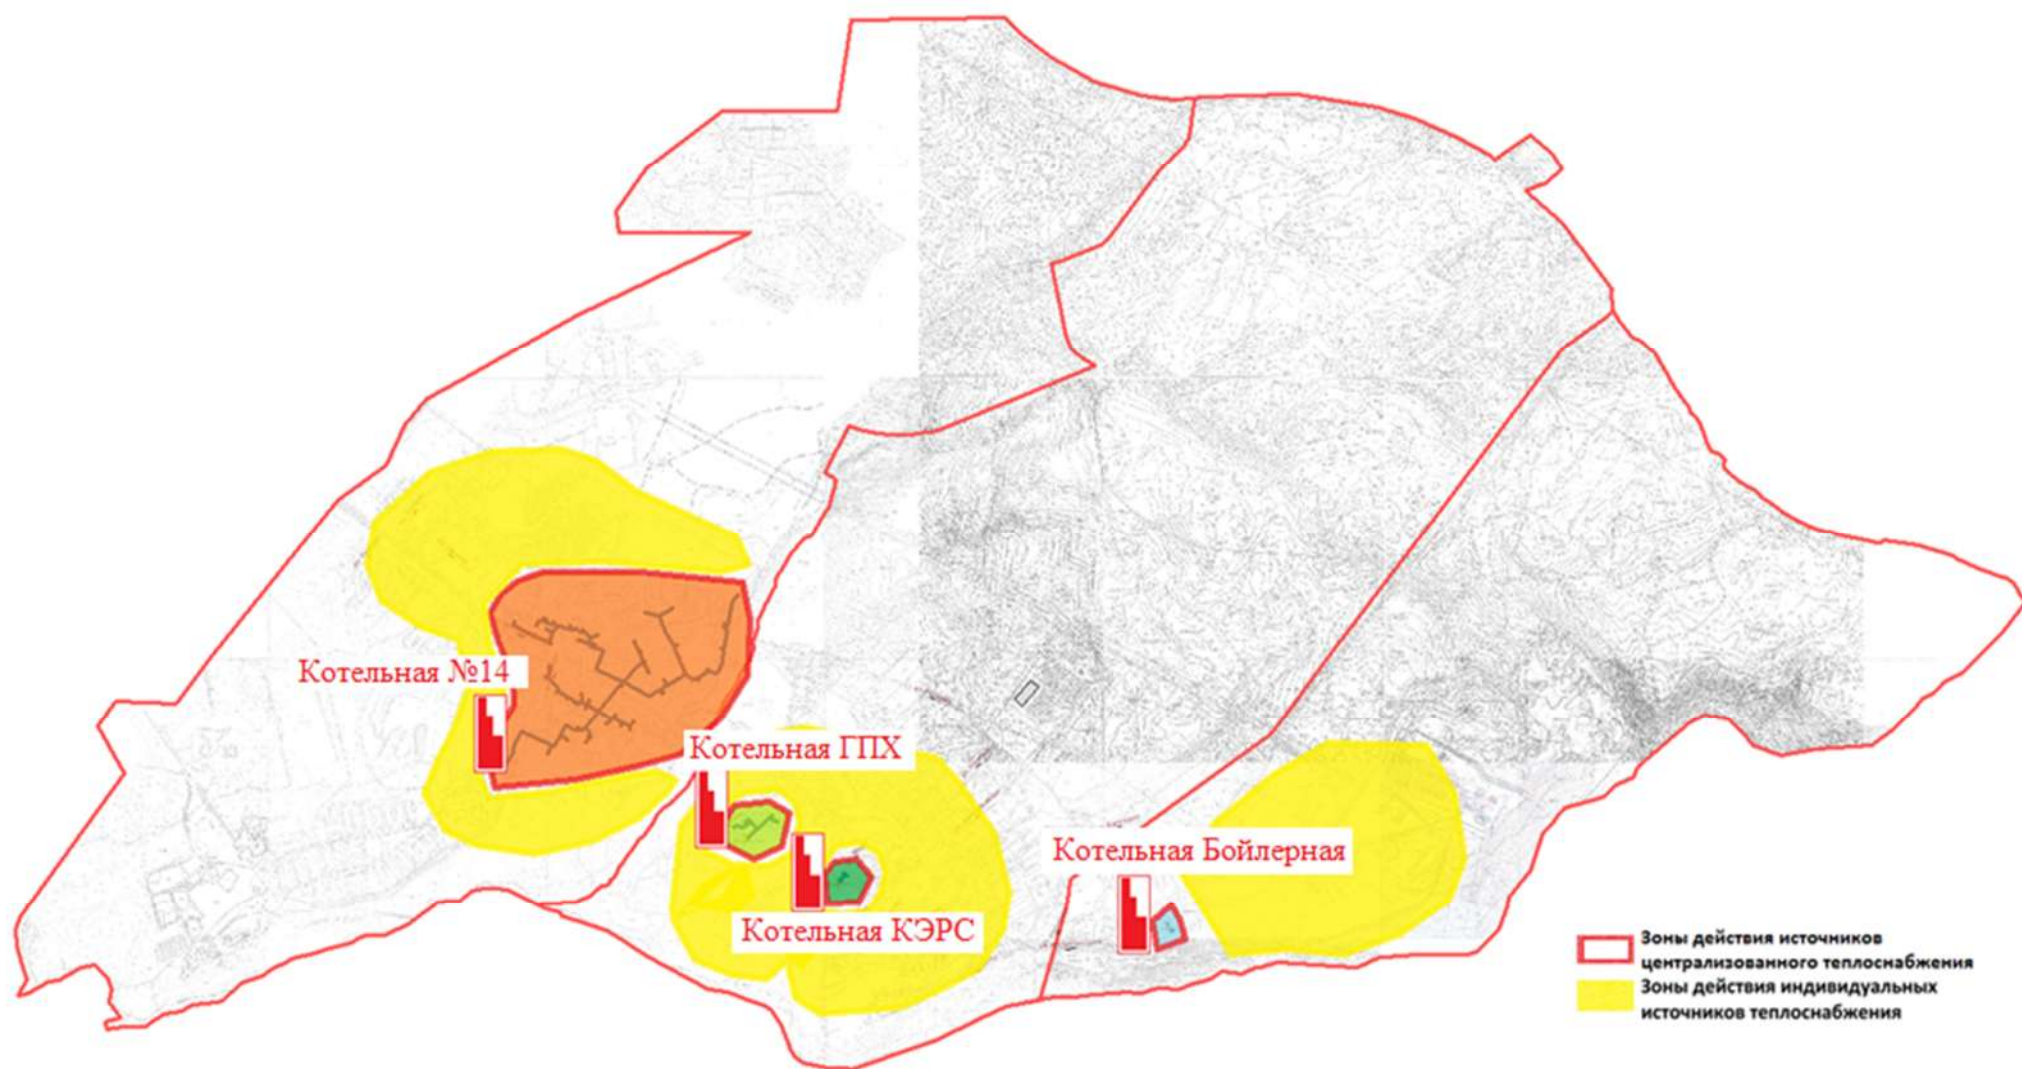 Котельная №14
Котельная ГПХ
Котельная Бойлерная
Котельная КЭРС
Зоны действия источников
централизованного теплоснабжения
Зоны действия индивидуальных
источников теплоснабжения